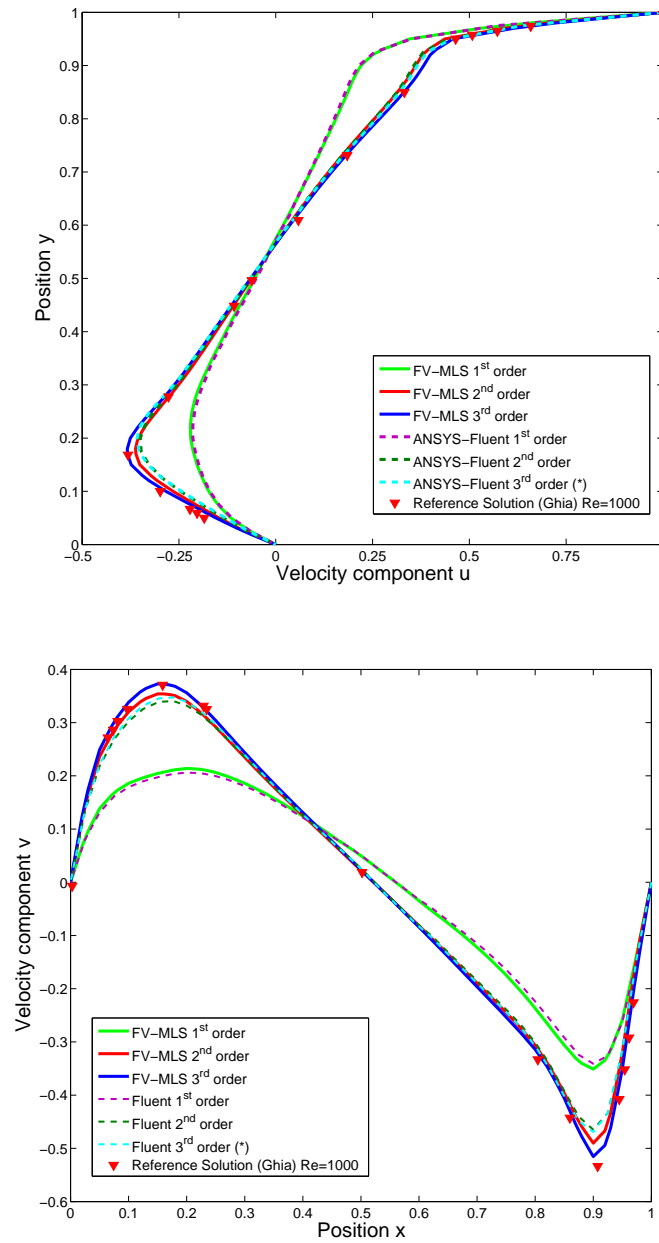 1
0.9
0.8
0.7
0.6
0.5
0.4
0.3
0.2
0.1
0
Position y
FV−MLS 1st order
FV−MLS 2nd order
FV−MLS 3rd order
ANSYS−Fluent 1st order
ANSYS−Fluent 2nd order
ANSYS−Fluent 3rd order (*)
Reference Solution (Ghia) Re=1000
−0.5 −0.25 0 0.25 0.5 0.75
Velocity component u
0.4
0.3
0.2
0.1
0
−0.1
−0.2
−0.3
−0.4
−0.5
−0.6
Velocity component v
FV−MLS 1st order
FV−MLS 2nd order
FV−MLS 3rd order
Fluent 1st order
Fluent 2nd order
Fluent 3rd order (*)
Reference Solution (Ghia) Re=1000
0 0.1 0.2 0.3 0.4 0.5 0.6 0.7 0.8 0.9 1
Position x